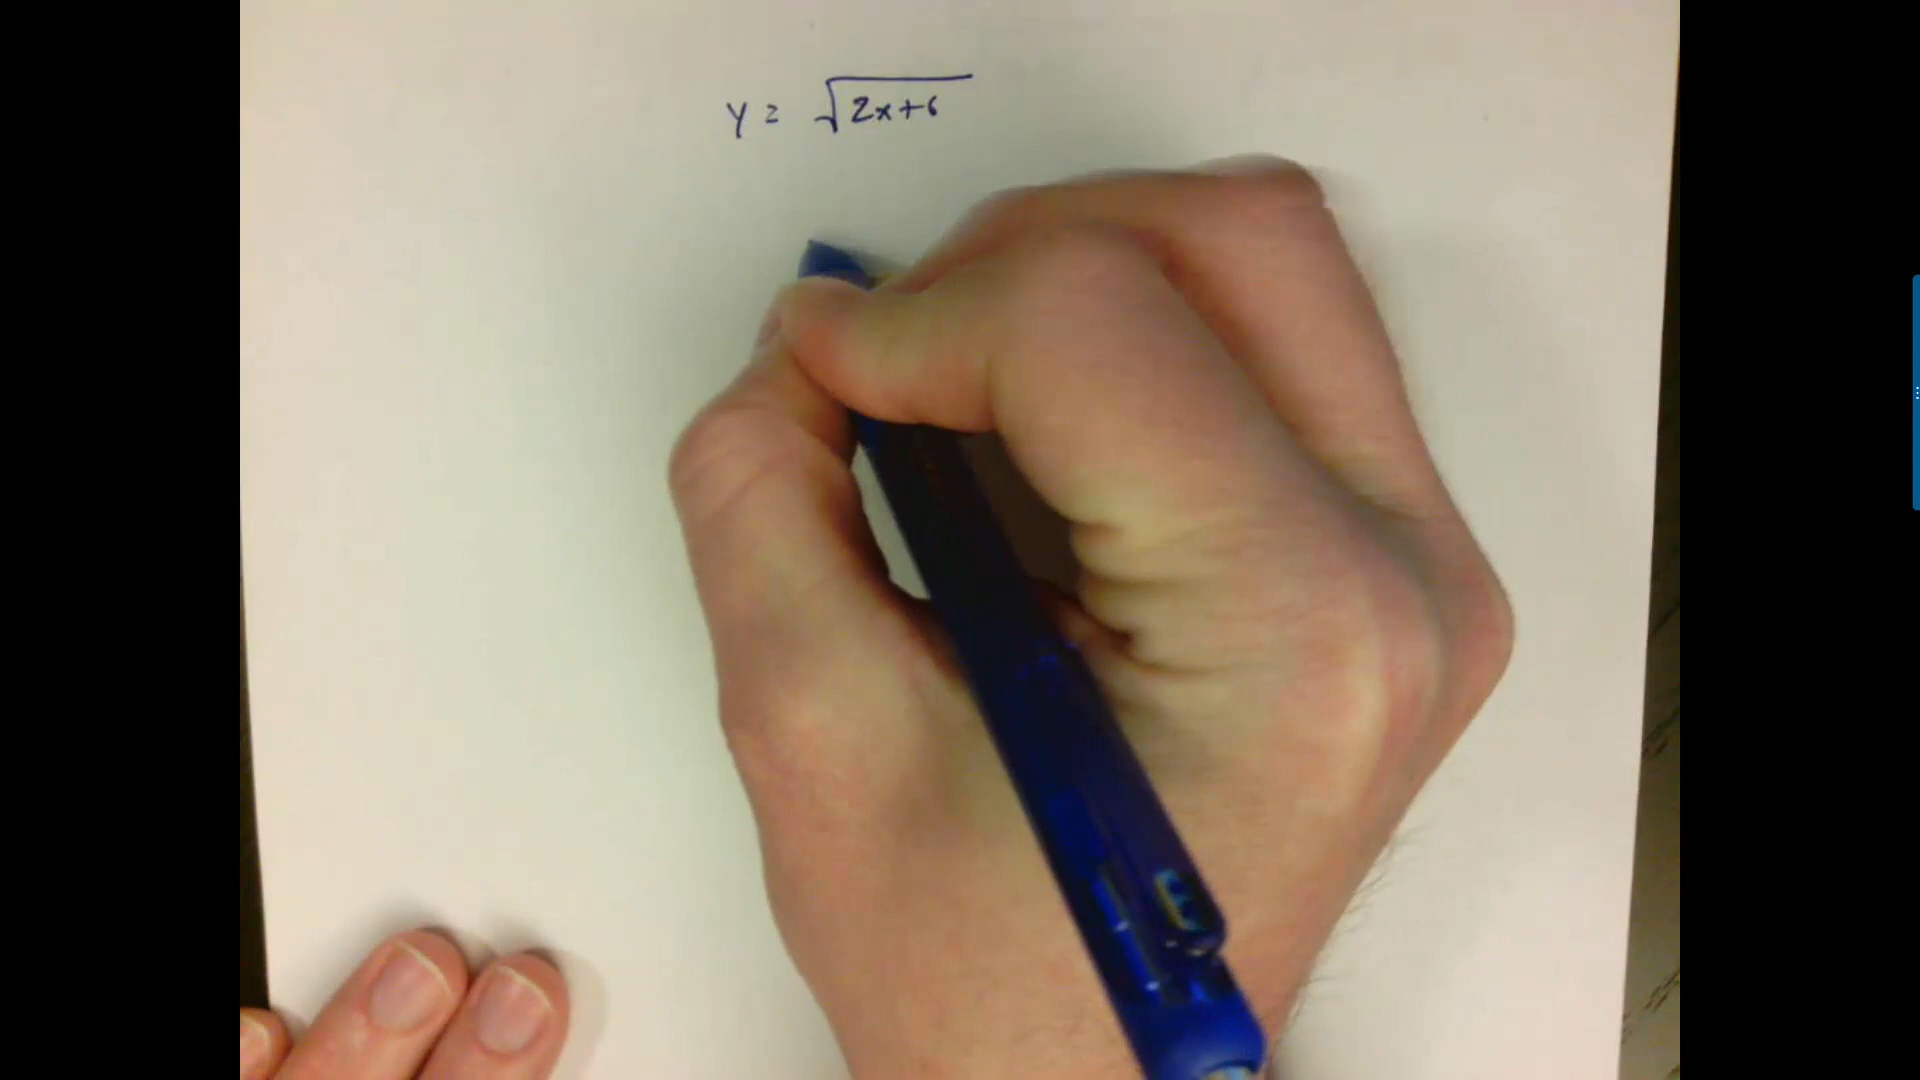 y = √2x+6